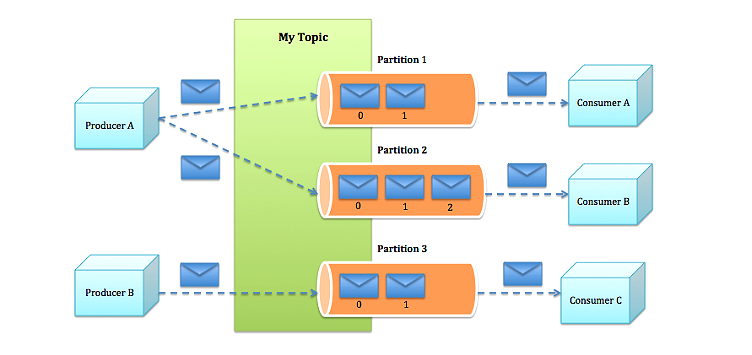 My Topic
Partition 1
Producer A
0 1
Consumer A
Partition 2
0 1 2
Consumer B
Partition 3
Producer B
0 1
Consumer C